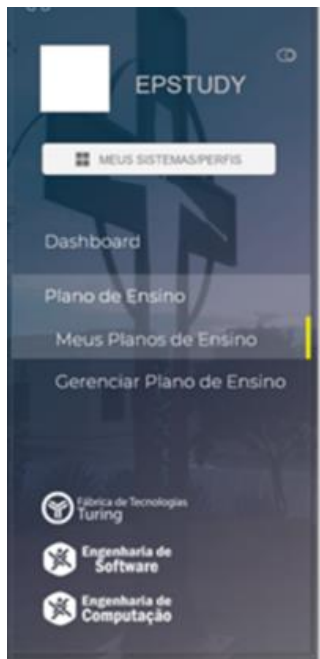 EPSTUDY
MEUS SISTEMAS/PERFIS
Dashboard
Plano de Ensino
Meus Planos de Ensino
Gerenciar Plano de Ensino
Fábrica de Tecnologias
Turing
Engenharia de
Software
Engenharia de
Computação